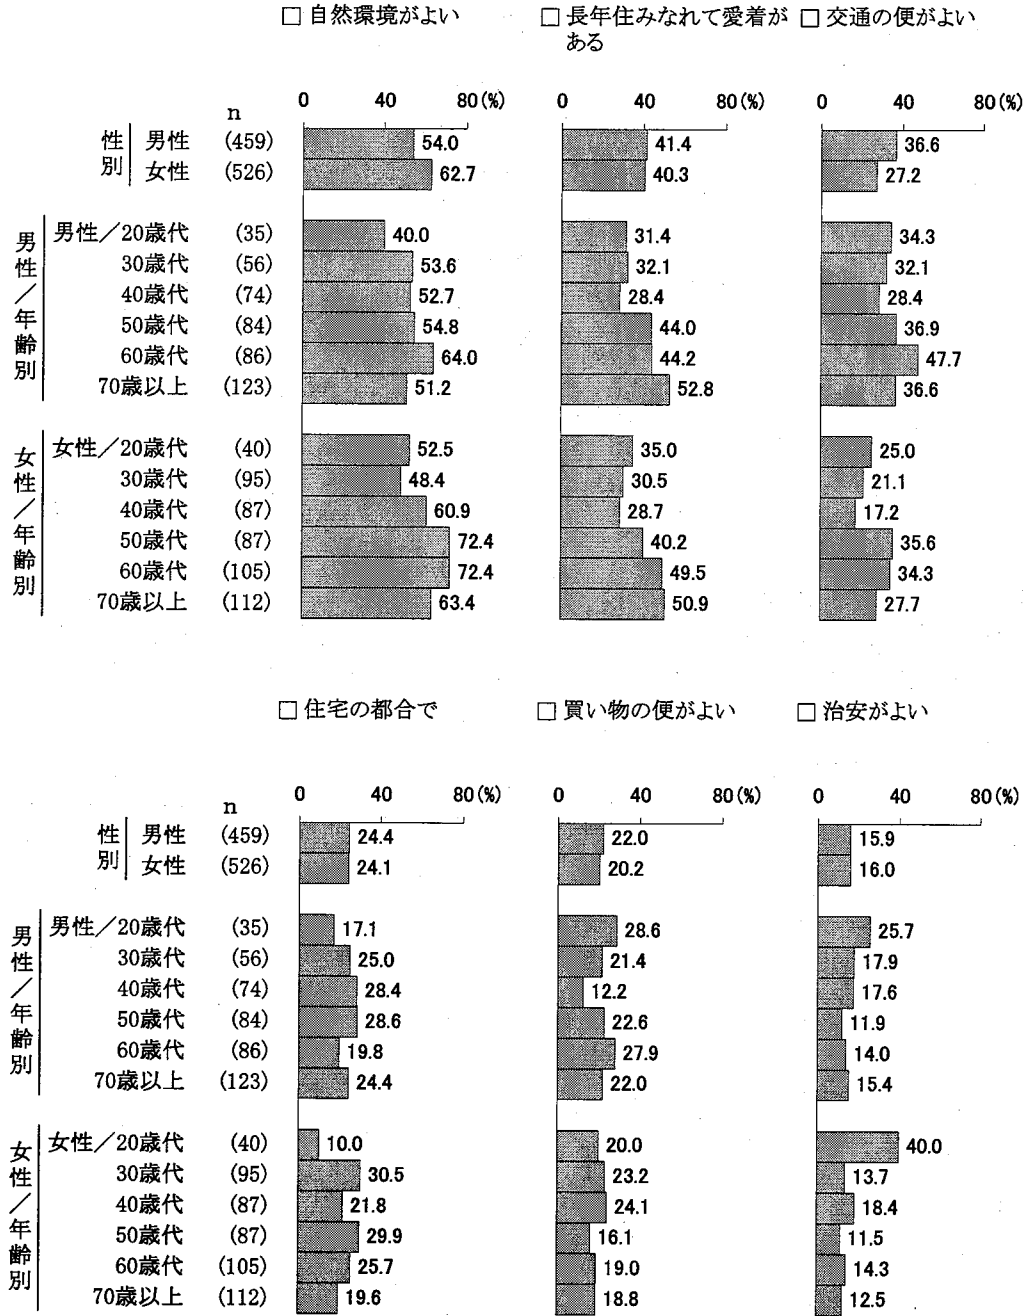 □ 自然環境がよい
□ 長年住みなれて愛着が
ある
□ 交通の便がよい
n
0 40 80(%)
0 40 80(%)
0 40 80(%)
性別
男性 (459) 54.0 41.4 36.6
女性 (526) 62.7 40.3 27.2
男性/年齢別
男性/20歳代 (35) 40.0 31.4 34.3
30歳代 (56) 53.6 32.1 32.1
40歳代 (74) 52.7 28.4 28.4
50歳代 (84) 54.8 44.0 36.9
60歳代 (86) 64.0 44.2 47.7
70歳以上 (123) 51.2 52.8 36.6
女性/年齢別
女性/20歳代 (40) 52.5 35.0 25.0
30歳代 (95) 48.4 30.5 21.1
40歳代 (87) 60.9 28.7 17.2
50歳代 (87) 72.4 40.2 35.6
60歳代 (105) 72.4 49.5 34.3
70歳以上 (112) 63.4 50.9 27.7
□ 住宅の都合で
□ 買い物の便がよい
□ 治安がよい
n
0 40 80(%)
0 40 80(%)
0 40 80(%)
性別
男性 (459) 24.4 22.0 15.9
女性 (526) 24.1 20.2 16.0
男性/年齢別
男性/20歳代 (35) 17.1 28.6 25.7
30歳代 (56) 25.0 21.4 17.9
40歳代 (74) 28.4 12.2 17.6
50歳代 (84) 28.6 22.6 11.9
60歳代 (86) 19.8 27.9 14.0
70歳以上 (123) 24.4 22.0 15.4
女性/年齢別
女性/20歳代 (40) 10.0 20.0 40.0
30歳代 (95) 30.5 23.2 13.7
40歳代 (87) 21.8 24.1 18.4
50歳代 (87) 29.9 16.1 11.5
60歳代 (105) 25.7 19.0 14.3
70歳以上 (112) 19.6 18.8 12.5